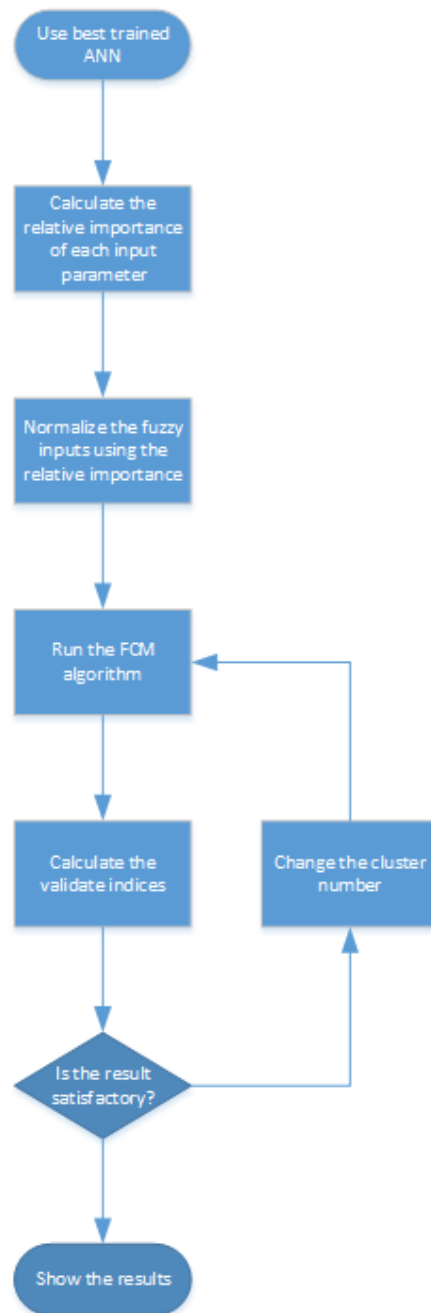 Use best trained
ANN
Calculate the
relative importance
of each input
parameter
Normalize the fuzzy
inputs using the
relative importance
Run the FCM
algorithm
Calculate the
validate indices
Change the cluster
number
Is the result
satisfactory?
Show the results